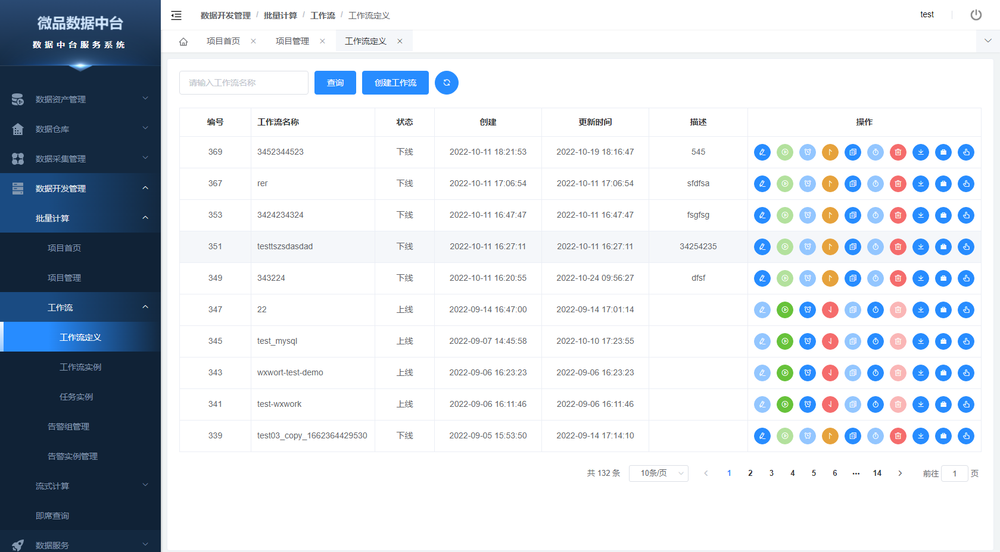 微品数据中台
数据中台服务系统
数据资产管理
数据仓库
数据采集管理
数据开发管理
批量计算
项目首页
项目管理
工作流
工作流定义
工作流实例
任务实例
告警组管理
告警实例管理
流式计算
即席查询
数据服务
数据开发管理 / 批量计算 / 工作流 / 工作流定义
test
项目首页 项目管理 工作流定义
请输入工作流名称 查询 创建工作流
编号 工作流名称 状态 创建 更新时间 描述 操作
369 3452344523 下线 2022-10-11 18:21:53 2022-10-19 18:16:47 545
367 rer 下线 2022-10-11 17:06:54 2022-10-11 17:06:54 sfdfsa
353 3424234324 下线 2022-10-11 16:47:47 2022-10-11 16:47:47 fsgfsg
351 testtszsdasdad 下线 2022-10-11 16:27:11 2022-10-11 16:27:11 34254235
349 343224 下线 2022-10-11 16:20:55 2022-10-24 09:56:27 dfsf
347 22 上线 2022-09-14 16:47:00 2022-09-14 17:01:14
345 test_mysql 上线 2022-09-07 14:45:58 2022-10-10 17:23:55
343 wxwort-test-demo 上线 2022-09-06 16:23:23 2022-09-06 16:23:23
341 test-wxwork 上线 2022-09-06 16:11:46 2022-09-06 16:11:46
339 test03_copy_1662364429530 下线 2022-09-05 15:53:50 2022-09-14 17:14:10
共 132 条 10条/页 1 2 3 4 5 6 ··· 14 前往 1 页